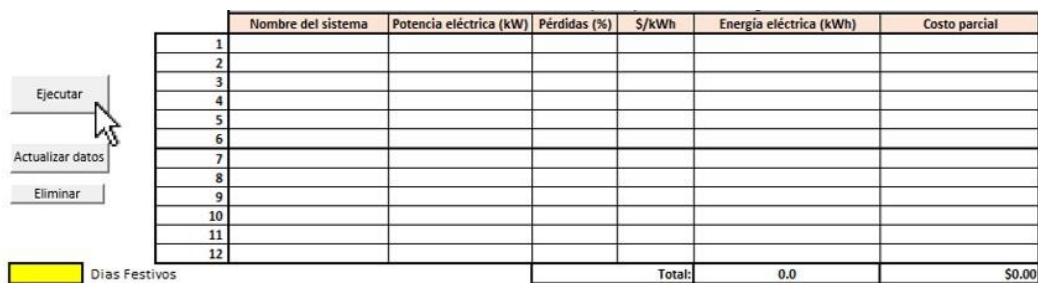 Nombre del sistema Potencia eléctrica (kW) Pérdidas (%) $/kWh Energía eléctrica (kWh) Costo parcial
1
2
3
Ejecutar
4
5
6
Actualizar datos
7
8
Eliminar
9
10
11
12
Dias Festivos Total: 0.0 $0.00